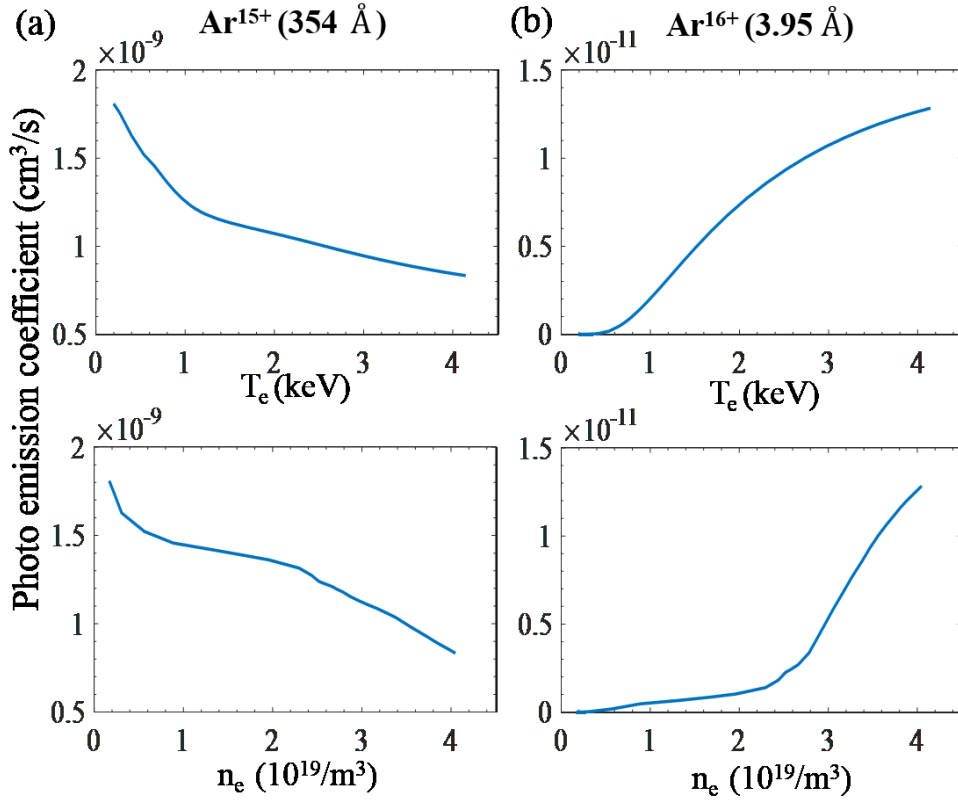 (a) Ar¹⁵⁺ (354 Å)
(b) Ar¹⁶⁺ (3.95 Å)
Photo emission coefficient (cm³/s)
×10⁻⁹
2
1.5
1
0.5
0 1 2 3 4
Tₑ (keV)
×10⁻¹¹
1.5
1
0.5
0
0 1 2 3 4
Tₑ (keV)
×10⁻⁹
2
1.5
1
0.5
0 1 2 3 4
nₑ (10¹⁹/m³)
×10⁻¹¹
1.5
1
0.5
0
0 1 2 3 4
nₑ (10¹⁹/m³)